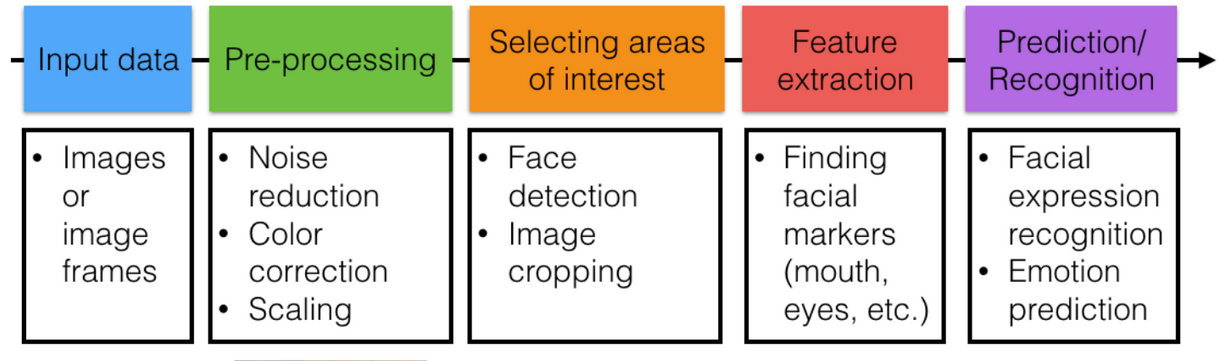 Input data
Pre-processing
Selecting areas
of interest
Feature
extraction
Prediction/
Recognition
• Images
or
image
frames
• Noise
reduction
• Color
correction
• Scaling
• Face
detection
• Image
cropping
• Finding
facial
markers
(mouth,
eyes, etc.)
• Facial
expression
recognition
• Emotion
prediction